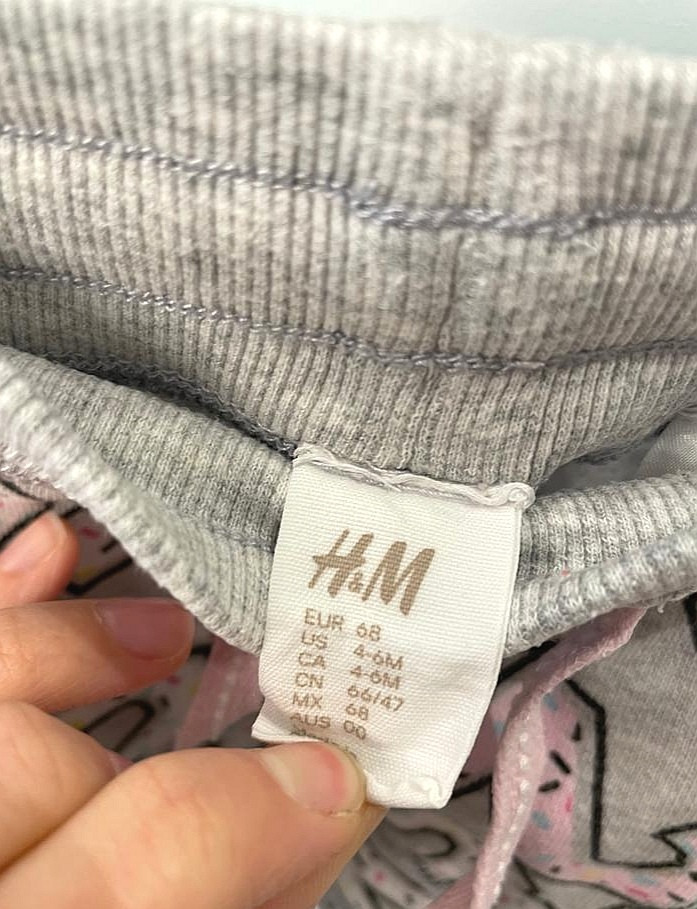 H&M
EUR 68
US 4-6M
CA 4-6M
CN 66/47
MX 68
AUS 00